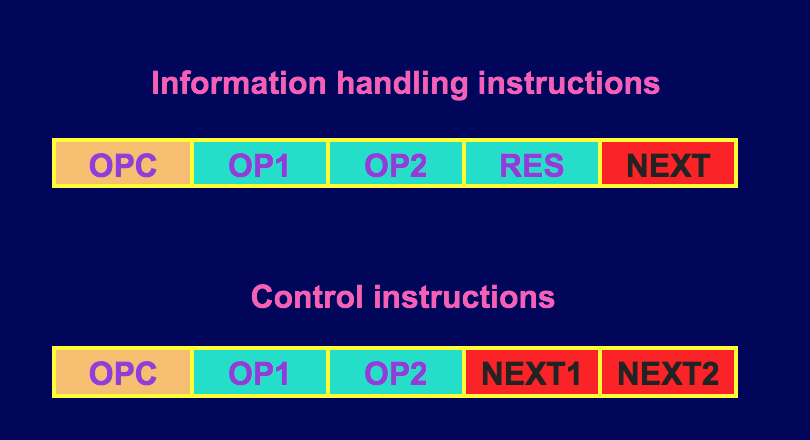 Information handling instructions
OPC OP1 OP2 RES NEXT
Control instructions
OPC OP1 OP2 NEXT1 NEXT2